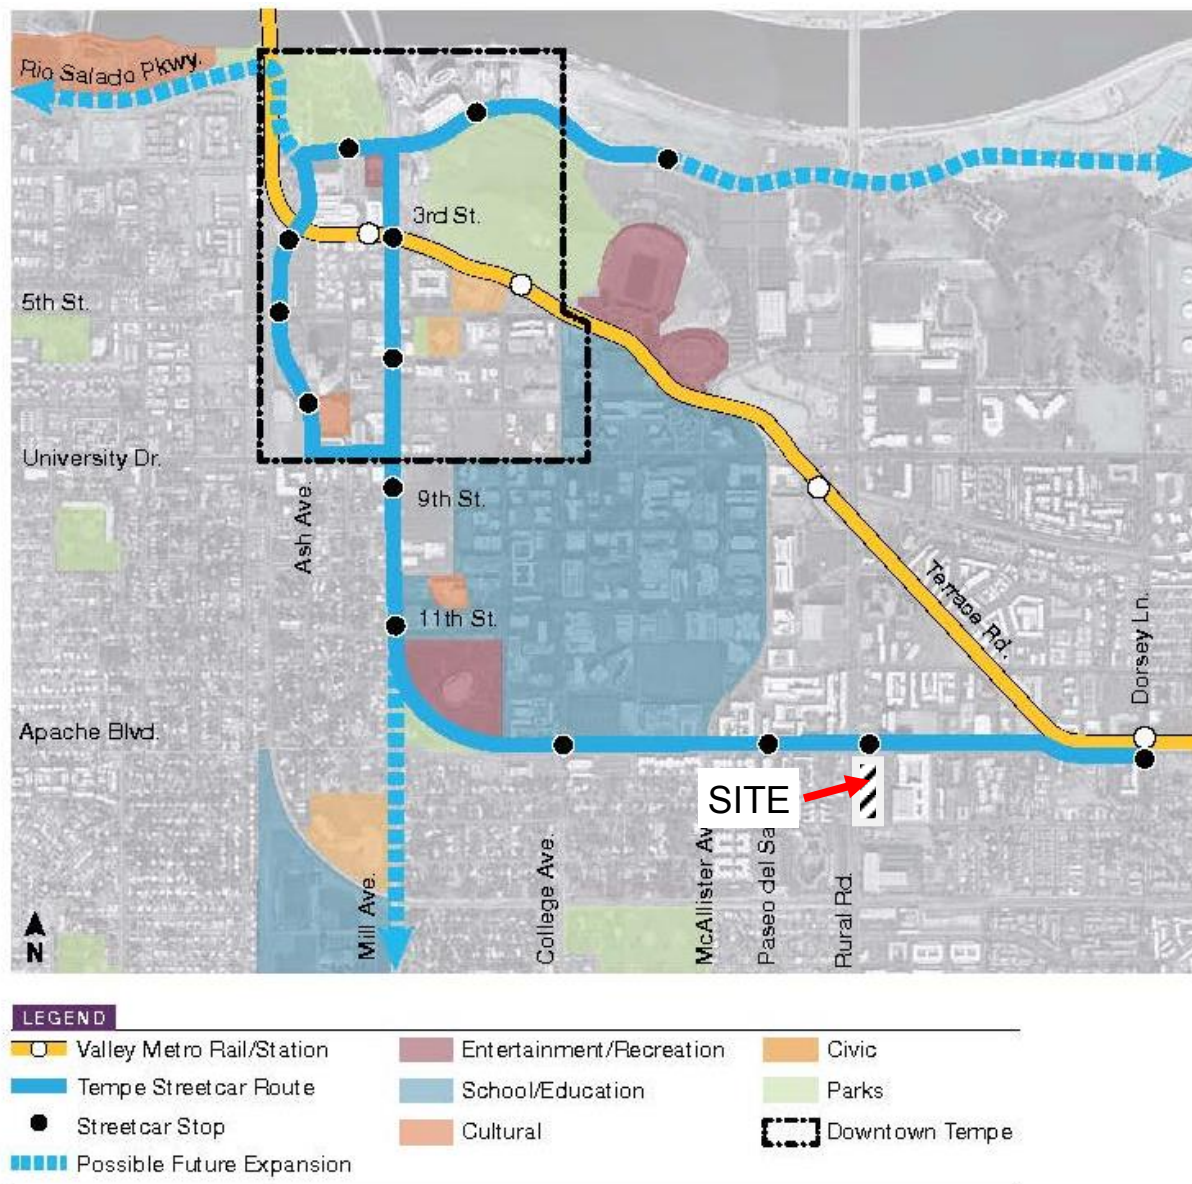 Rio Salado Pkwy.
3rd St.
5th St.
University Dr.
9th St.
Ash Ave.
11th St.
Terrace Rd.
Dorsey Ln.
Apache Blvd.
SITE
Mill Ave.
College Ave.
McAllister Av
Paseo del Sa
Rural Rd.
N
LEGEND
Valley Metro Rail/Station
Entertainment/Recreation
Civic
Tempe Streetcar Route
School/Education
Parks
Streetcar Stop
Cultural
Downtown Tempe
Possible Future Expansion